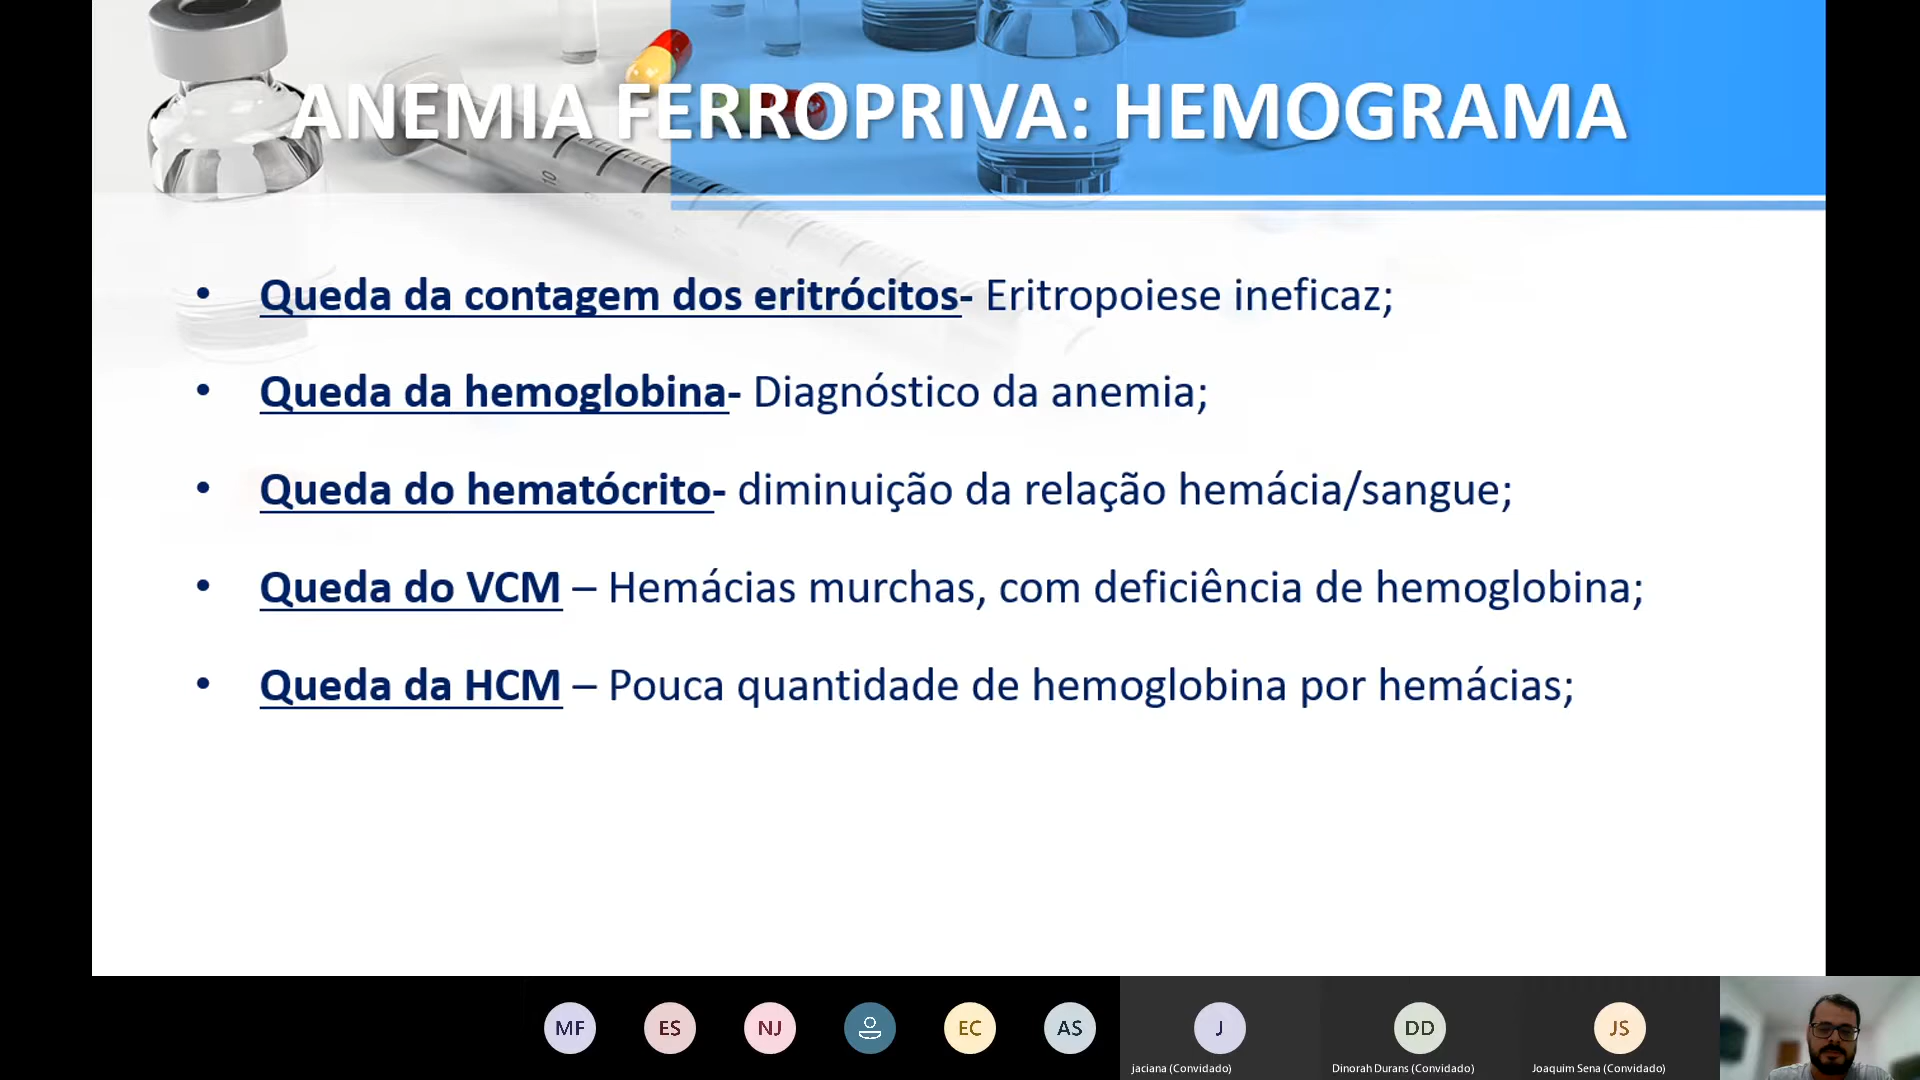 ANEMIA FERROPRIVA: HEMOGRAMA
• Queda da contagem dos eritrócitos- Eritropoiese ineficaz;
• Queda da hemoglobina- Diagnóstico da anemia;
• Queda do hematócrito- diminuição da relação hemácia/sangue;
• Queda do VCM – Hemácias murchas, com deficiência de hemoglobina;
• Queda da HCM – Pouca quantidade de hemoglobina por hemácias;
MF ES NJ EC AS J DD JS
jaciana (Convidado) Dinorah Durans (Convidado) Joaquim Sena (Convidado)